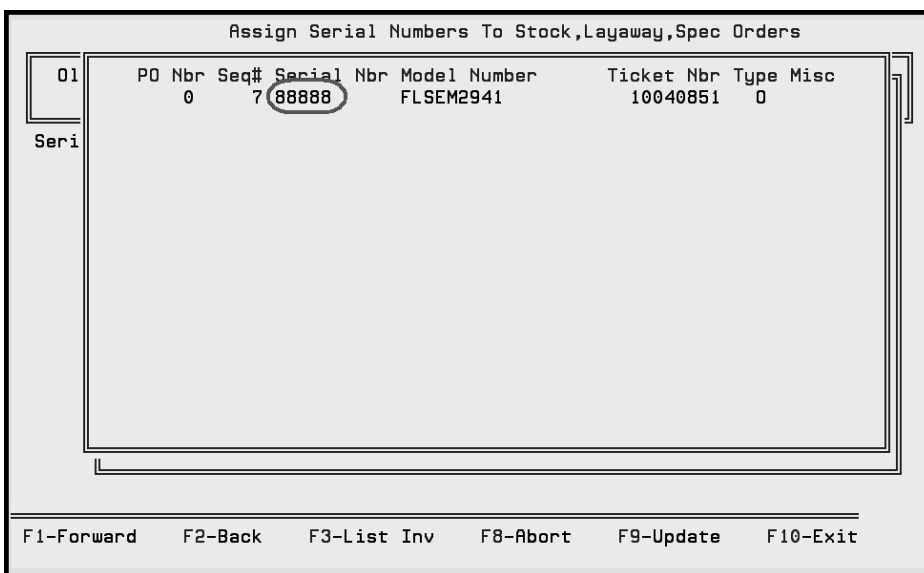 Assign Serial Numbers To Stock,Layaway,Spec Orders
Ol
PO Nbr Seq# Serial Nbr Model Number Ticket Nbr Type Misc
0 7 88888 FLSEM2941 10040851 O
Seri
F1-Forward F2-Back F3-List Inv F8-Abort F9-Update F10-Exit